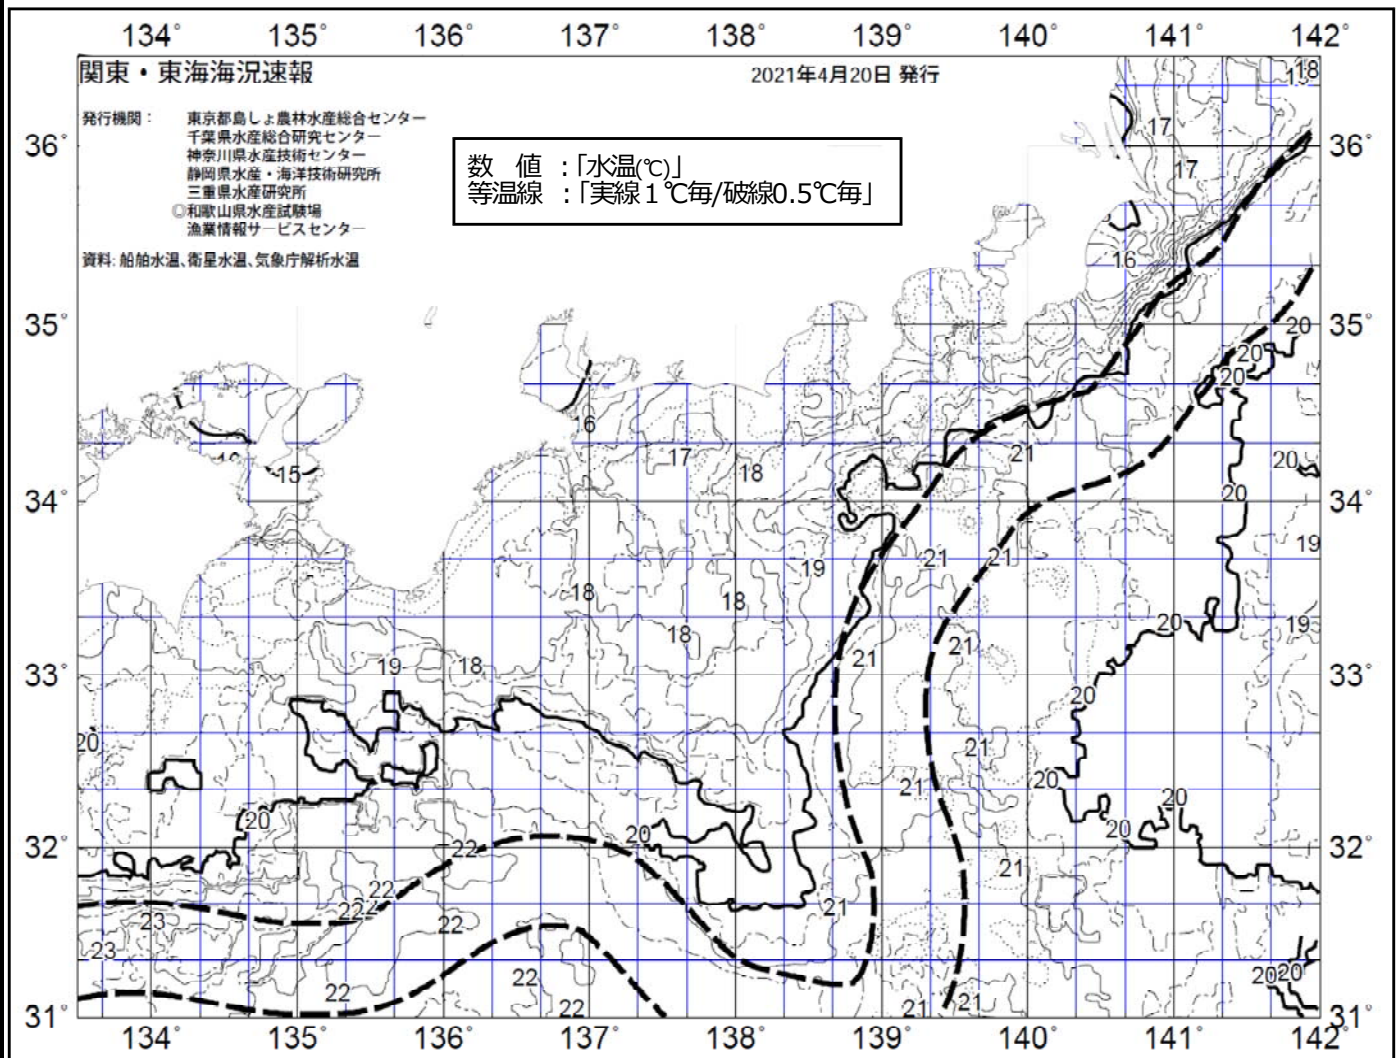 134° 135° 136° 137° 138° 139° 140° 141° 142°
関東・東海海況速報
2021年4月20日 発行
18
発行機関： 東京都島しょ農林水産総合センター
千葉県水産総合研究センター
神奈川県水産技術センター
静岡県水産・海洋技術研究所
三重県水産研究所
◎和歌山県水産試験場
漁業情報サービスセンター
資料: 船舶水温、衛星水温、気象庁解析水温
数　値　：「水温(℃)」
等温線　：「実線１℃毎/破線0.5℃毎」
17
36° 36°
17
16
35° 20 35°
20
20
16
21
17 18 20
15
20
34° 34°
19
21 21
19
18
18
20
19
18
21
21
19 18
33° 33°
20
20
21
20
21
20
20
20
20
20
32° 22 32°
21
22
22
22
21
23
22
23
22
2020
22
21
22
21
31° 31°
134° 135° 136° 137° 138° 139° 140° 141° 142°